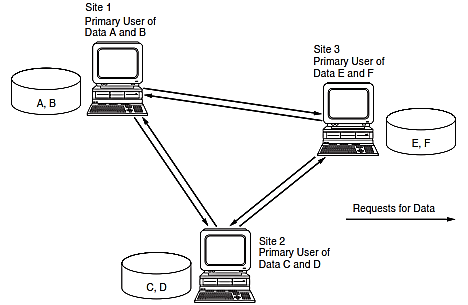 Site 1
Primary User of
Data A and B
Site 3
Primary User of
Data E and F
A, B
E, F
Requests for Data
Site 2
Primary User of
Data C and D
C, D